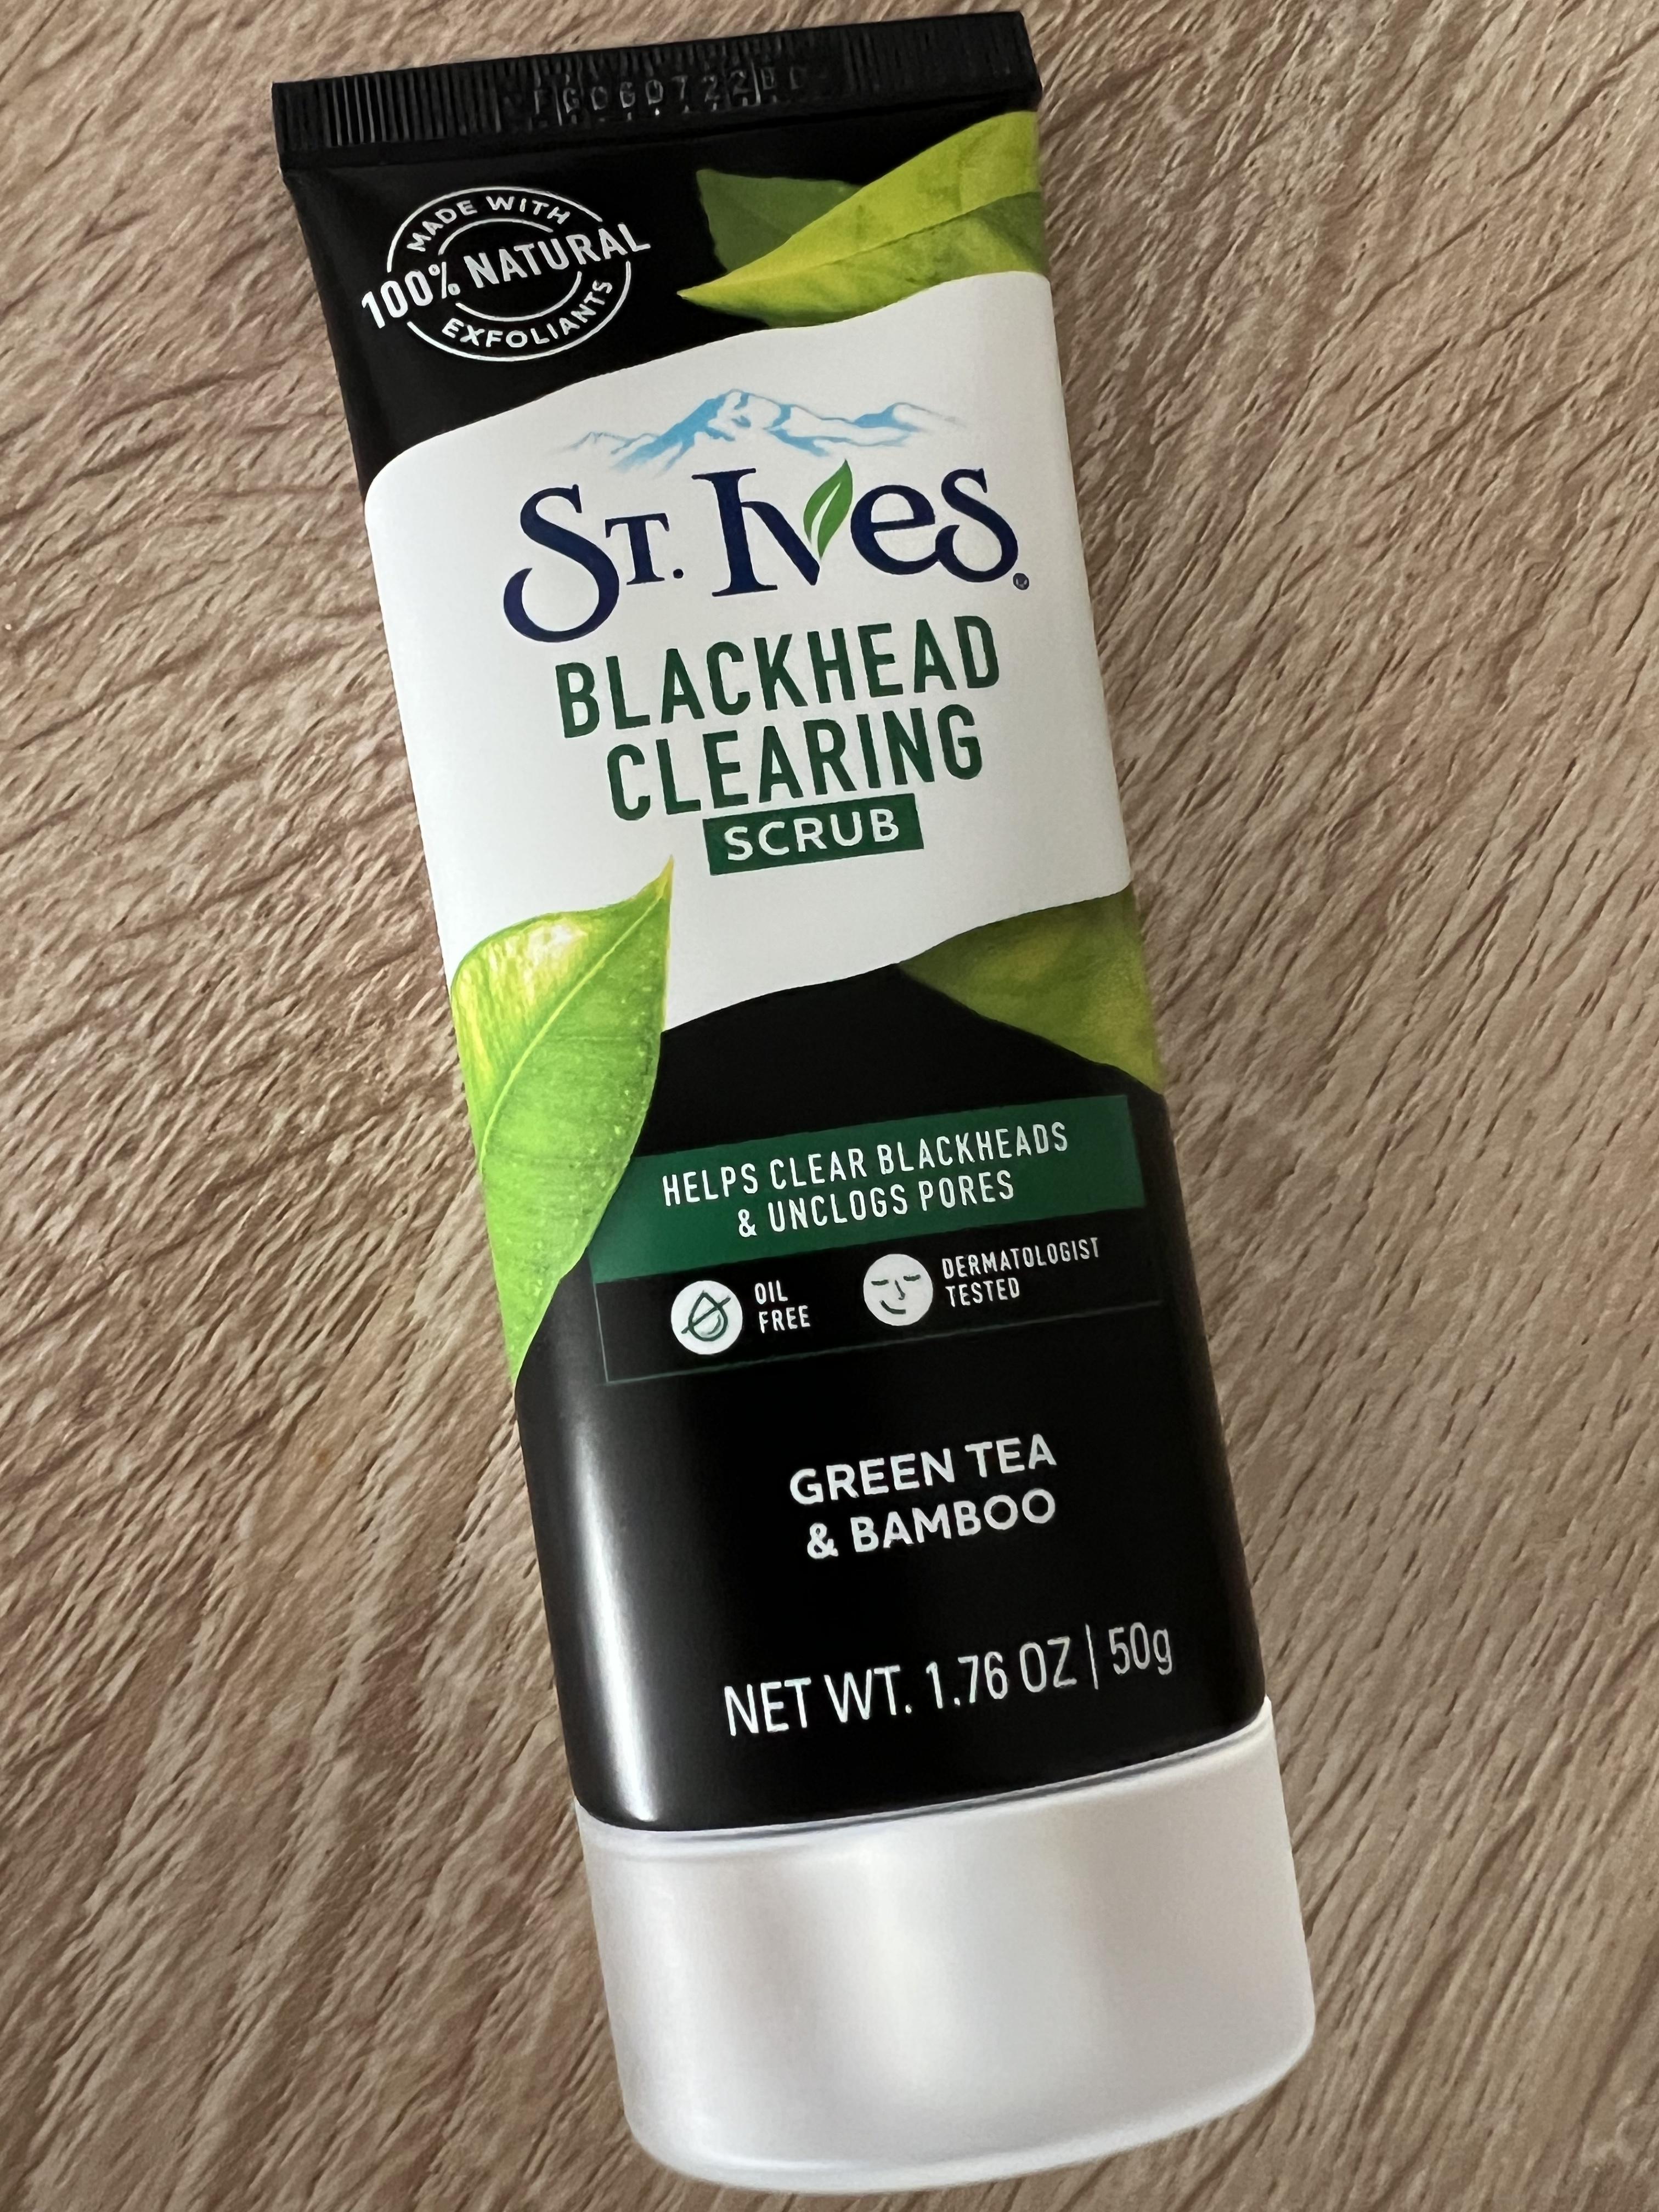 MADE WITH
100% NATURAL
EXFOLIANTS
ST. IVES®
BLACKHEAD
CLEARING
SCRUB
HELPS CLEAR BLACKHEADS
& UNCLOGS PORES
OIL
FREE
DERMATOLOGIST
TESTED
GREEN TEA
& BAMBOO
NET WT. 1.76 OZ | 50g